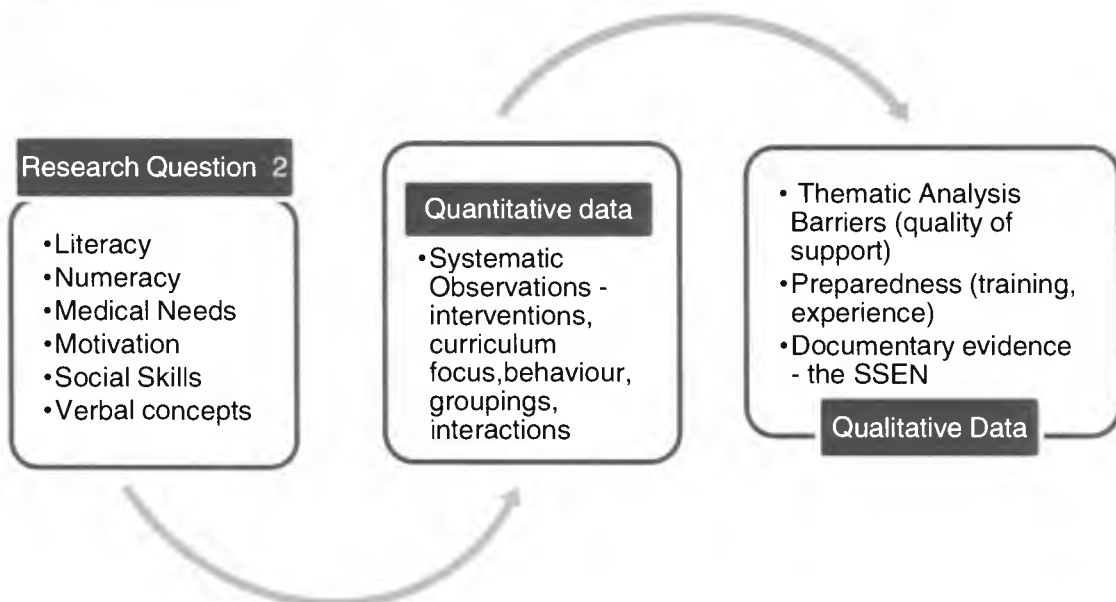 Research Question 2
•Literacy
•Numeracy
•Medical Needs
•Motivation
•Social Skills
•Verbal concepts
Quantitative data
•Systematic
Observations -
interventions,
curriculum
focus,behaviour,
groupings,
interactions
• Thematic Analysis
Barriers (quality of
support)
•Preparedness (training,
experience)
•Documentary evidence
- the SSEN
Qualitative Data